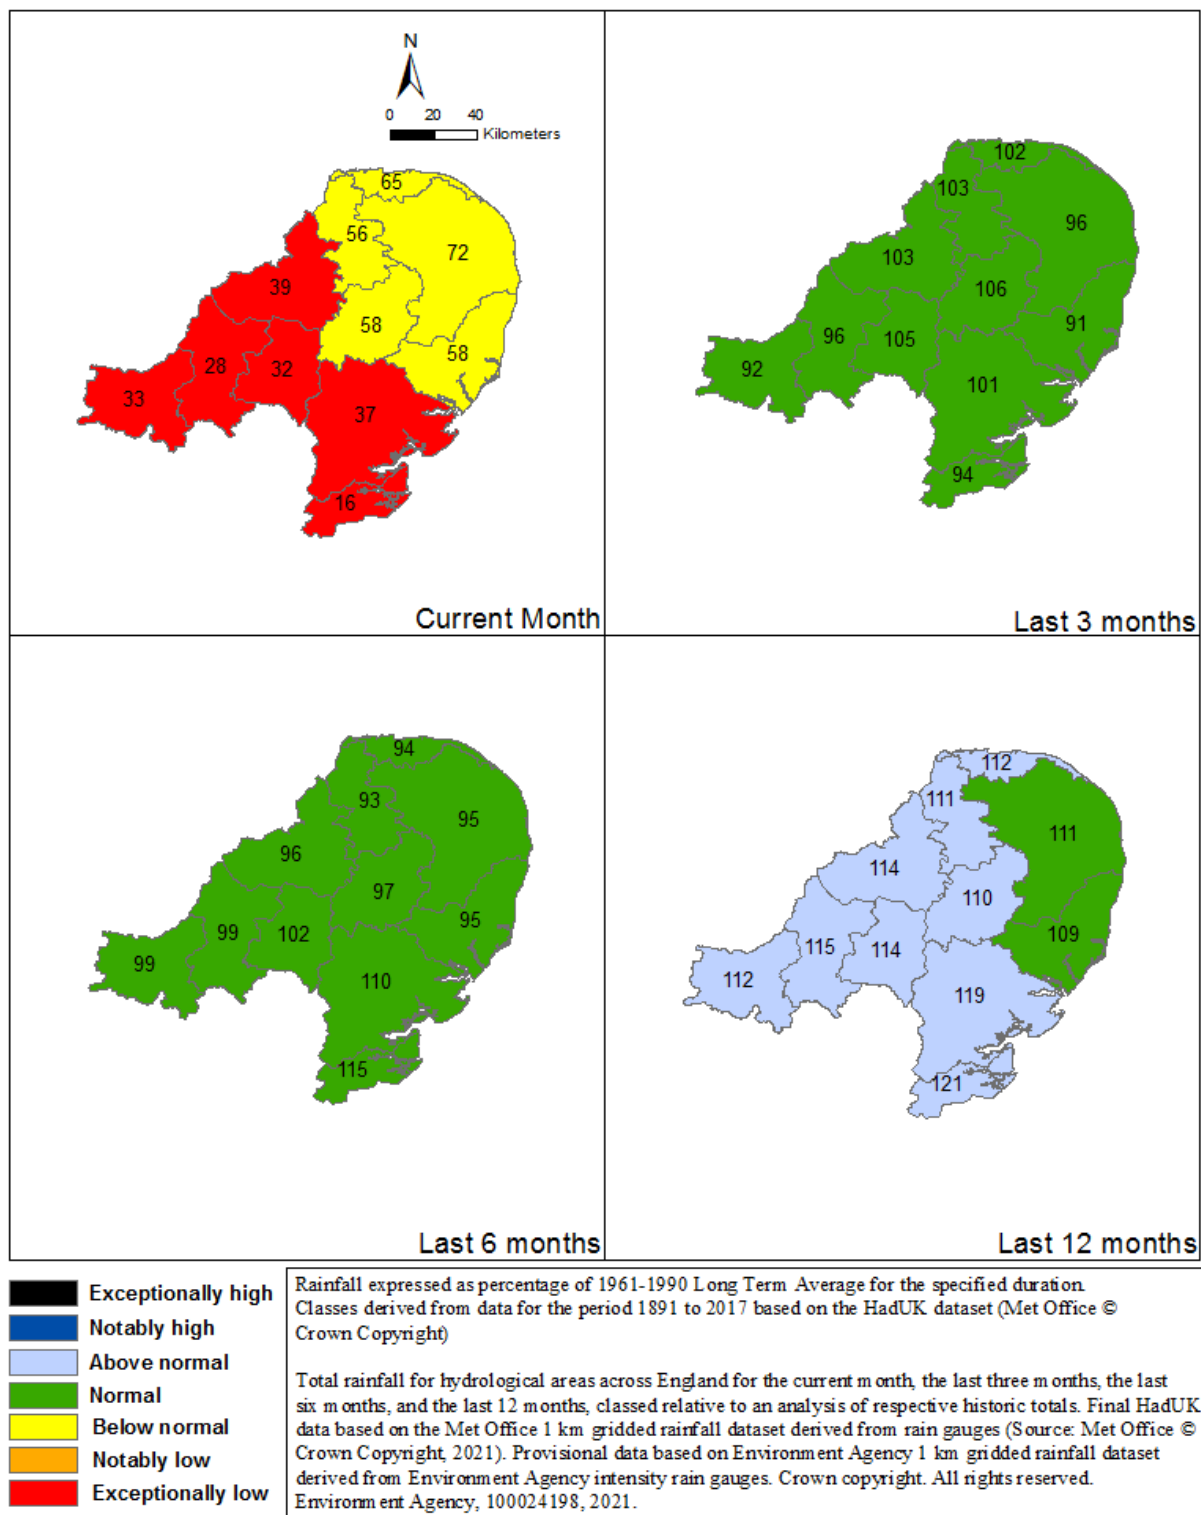 N
0 20 40
Kilometers
65
56
72
39
58
58
28
32
33
37
16
Current Month
102
103
96
103
106
91
96
105
92
101
94
Last 3 months
94
93
95
96
97
95
99
102
99
110
115
Last 6 months
112
111
111
114
110
109
115
114
112
119
121
Last 12 months
Exceptionally high
Notably high
Above normal
Normal
Below normal
Notably low
Exceptionally low
Rainfall expressed as percentage of 1961-1990 Long Term Average for the specified duration.
Classes derived from data for the period 1891 to 2017 based on the HadUK dataset (Met Office ©
Crown Copyright)
Total rainfall for hydrological areas across England for the current month, the last three months, the last
six months, and the last 12 months, classed relative to an analysis of respective historic totals. Final HadUK
data based on the Met Office 1 km gridded rainfall dataset derived from rain gauges (Source: Met Office ©
Crown Copyright, 2021). Provisional data based on Environment Agency 1 km gridded rainfall dataset
derived from Environment Agency intensity rain gauges. Crown copyright. All rights reserved.
Environment Agency, 100024198, 2021.